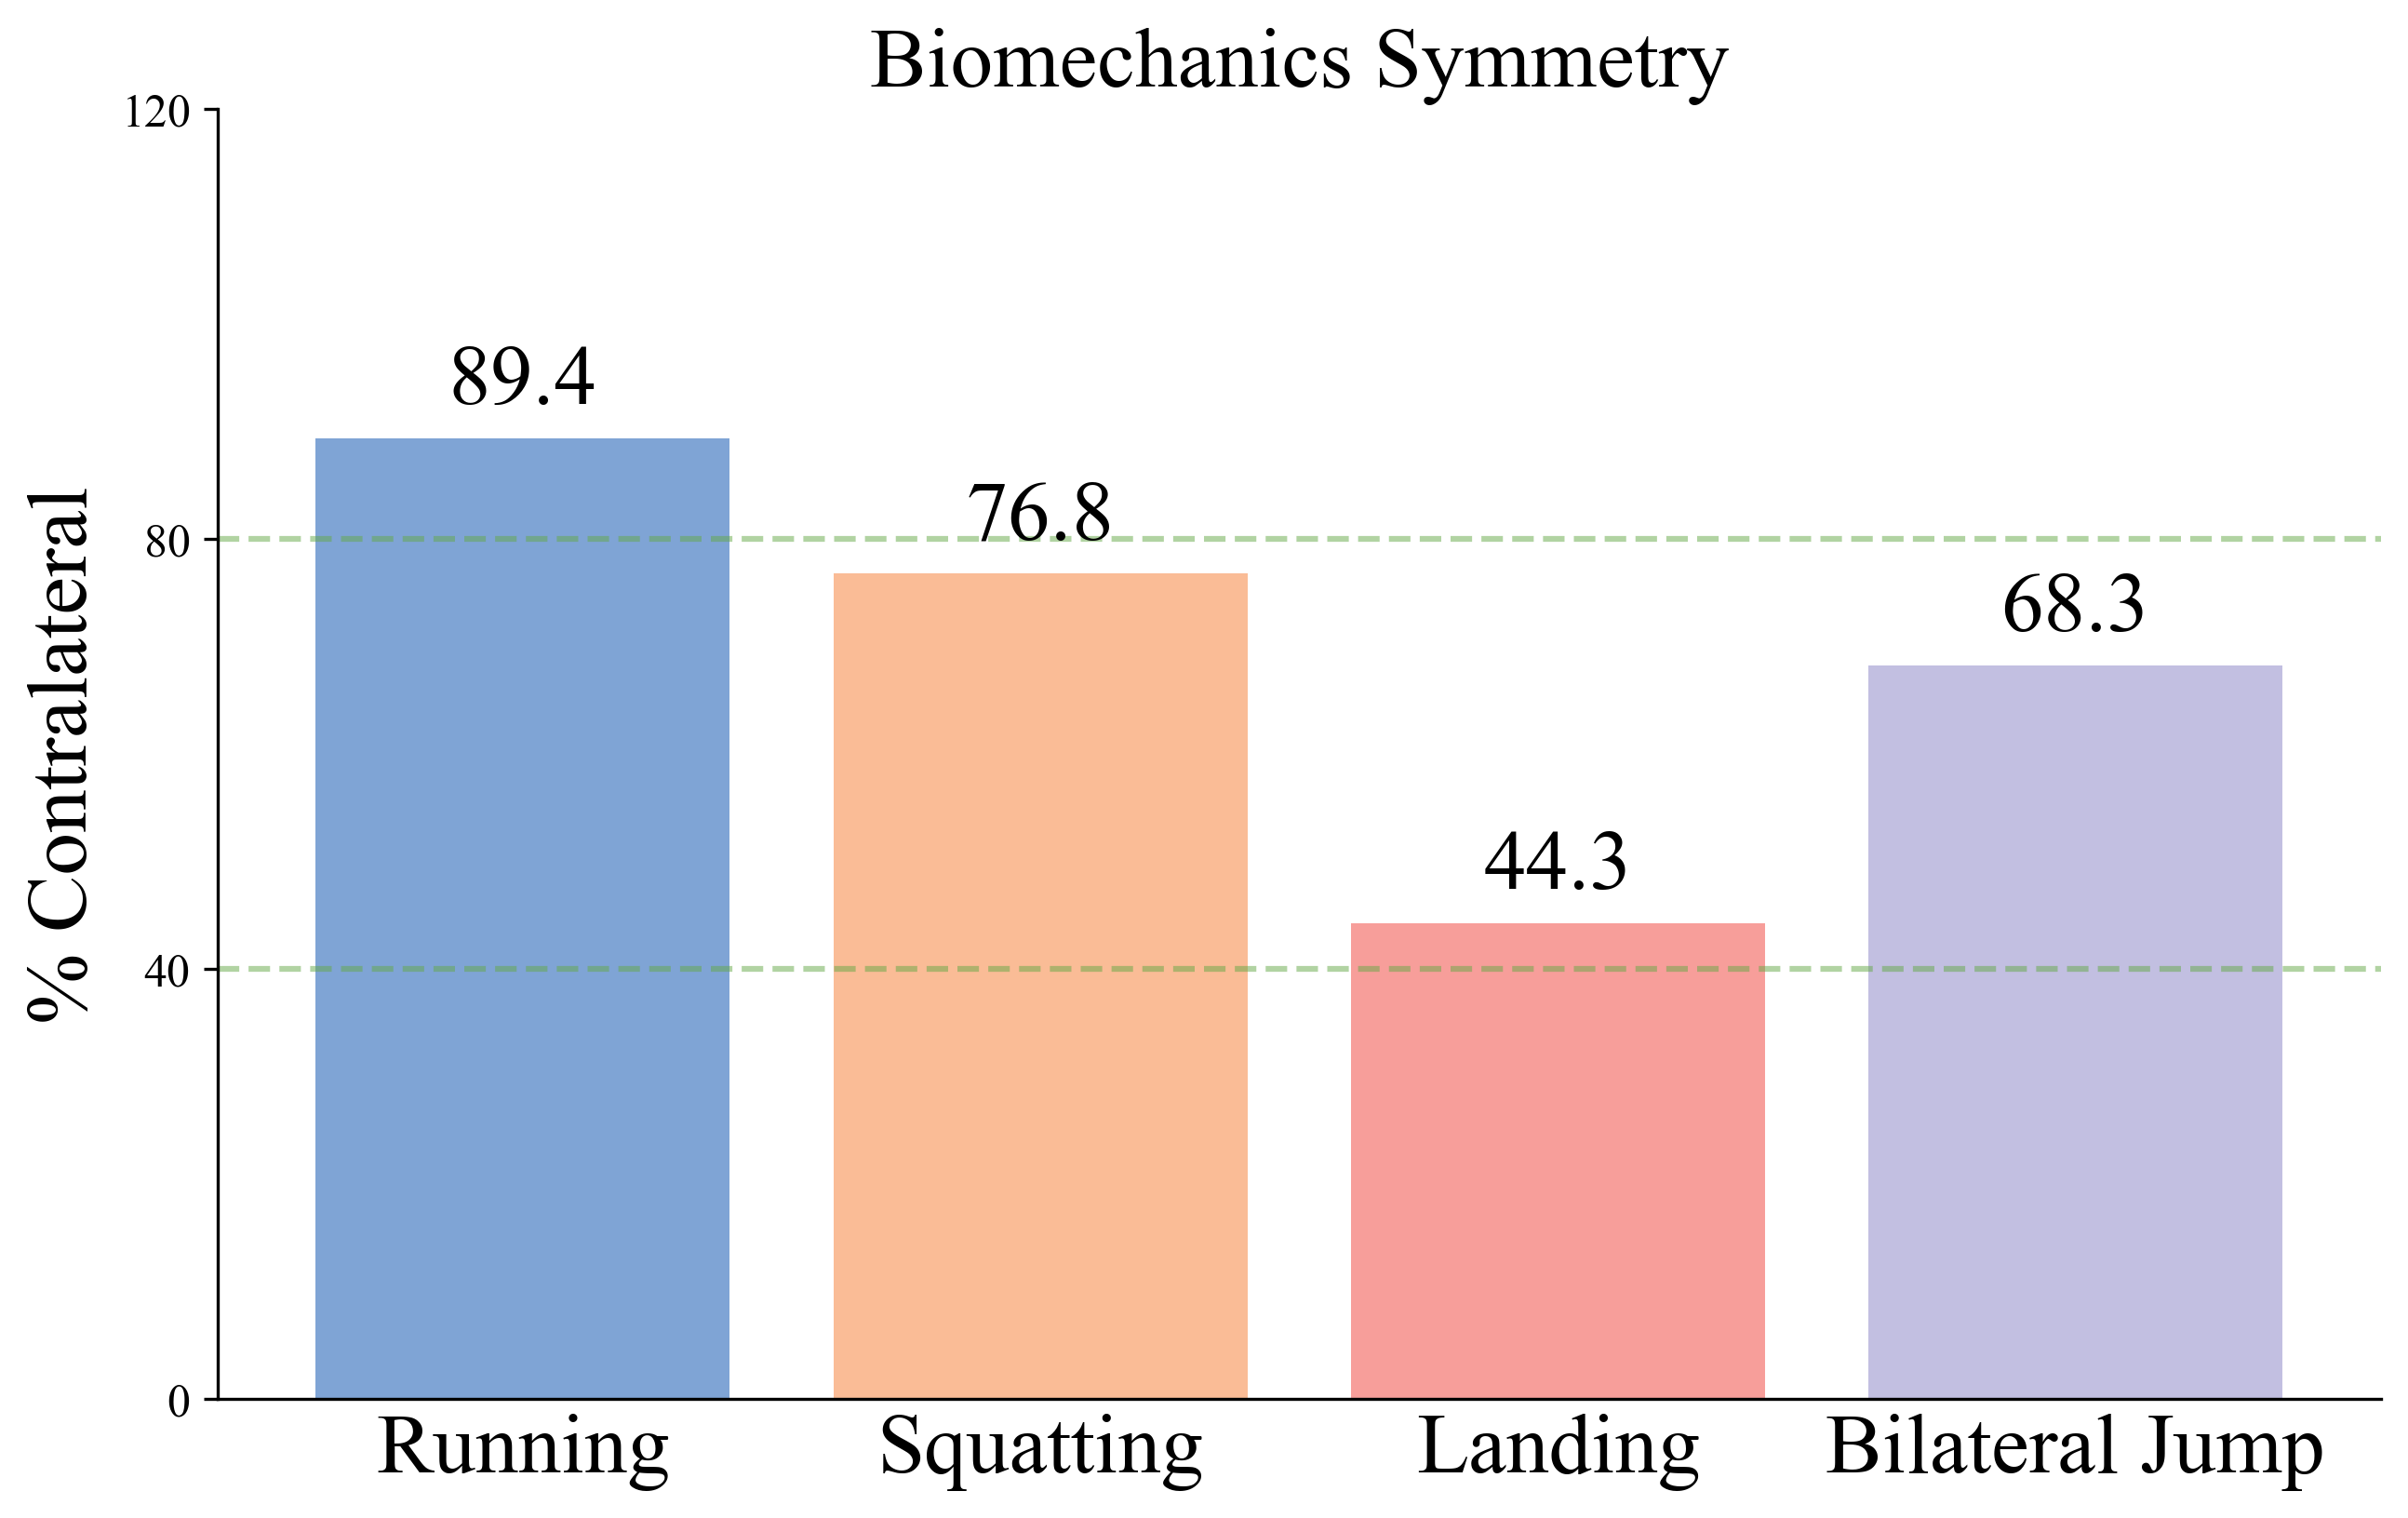 Biomechanics Symmetry
% Contralateral
120
80
40
0
89.4
76.8
44.3
68.3
Running
Squatting
Landing
Bilateral Jump